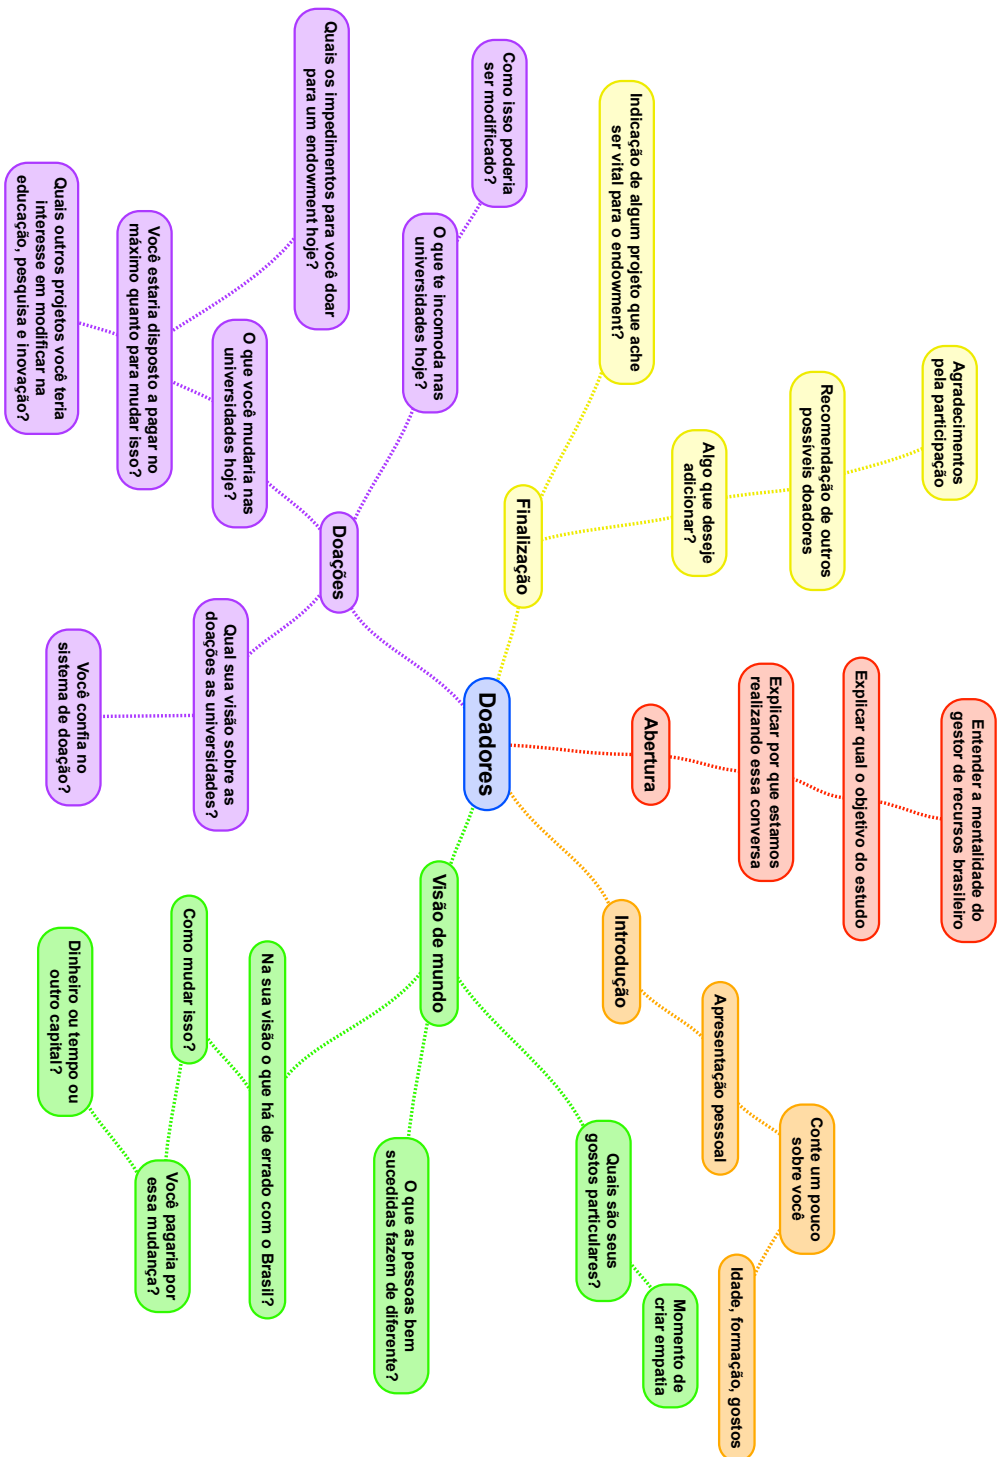 Doadores
Abertura
Explicar por que estamos
realizando essa conversa
Explicar qual o objetivo do estudo
Entender a mentalidade do
gestor de recursos brasileiro
Introdução
Apresentação pessoal
Conte um pouco
sobre você
Idade, formação, gostos
Visão de mundo
Quais são seus
gostos particulares?
Momento de
criar empatia
O que as pessoas bem
sucedidas fazem de diferente?
Na sua visão o que há de errado com o Brasil?
Como mudar isso?
Você pagaria por
essa mudança?
Dinheiro ou tempo ou
outro capital?
Doações
Qual sua visão sobre as
doações as universidades?
Você confia no
sistema de doação?
O que você mudaria nas
universidades hoje?
Você estaria disposto a pagar no
máximo quanto para mudar isso?
Quais outros projetos você teria
interesse em modificar na
educação, pesquisa e inovação?
Quais os impedimentos para você doar
para um endowment hoje?
O que te incomoda nas
universidades hoje?
Como isso poderia
ser modificado?
Finalização
Indicação de algum projeto que ache
ser vital para o endowment?
Algo que deseje
adicionar?
Recomendação de outros
possíveis doadores
Agradecimentos
pela participação